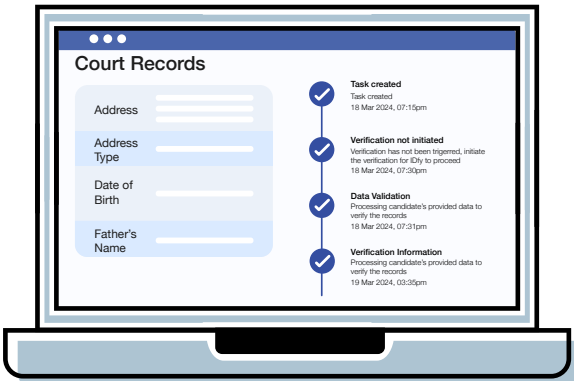 Court Records
Address
Address
Type
Date of
Birth
Father's
Name
Task created
Task created
18 Mar 2024, 07:15pm
Verification not initiated
Verification has not been trigerred, initiate
the verification for IDfy to proceed
18 Mar 2024, 07:30pm
Data Validation
Processing candidate's provided data to
verify the records
18 Mar 2024, 07:31pm
Verification Information
Processing candidate's provided data to
verify the records
19 Mar 2024, 03:35pm